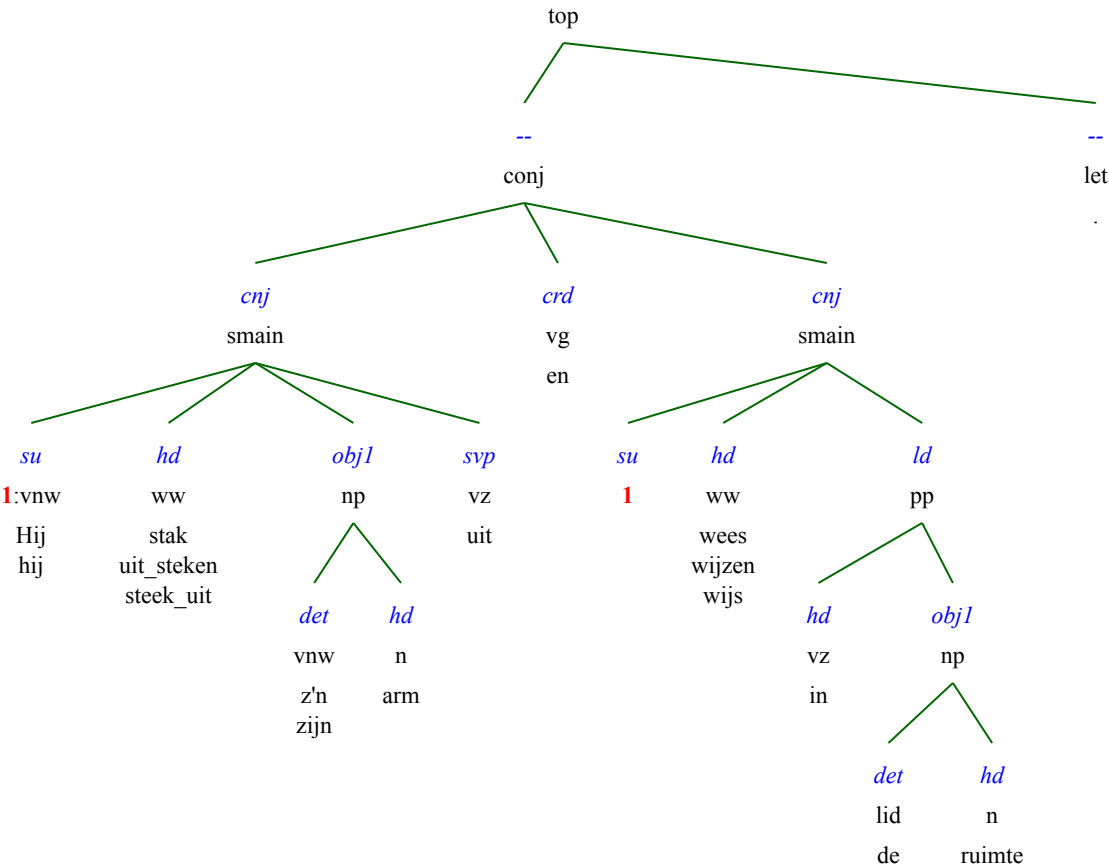 top
-- --
conj let
.
cnj crd cnj
smain vg smain
en
su hd obj1 svp su hd ld
1:vnw ww np vz 1 ww pp
Hij stak uit wees
hij uit_steken wijzen
steek_uit wijs
det hd hd obj1
vnw n vz np
z'n arm in
zijn
det hd
lid n
de ruimte